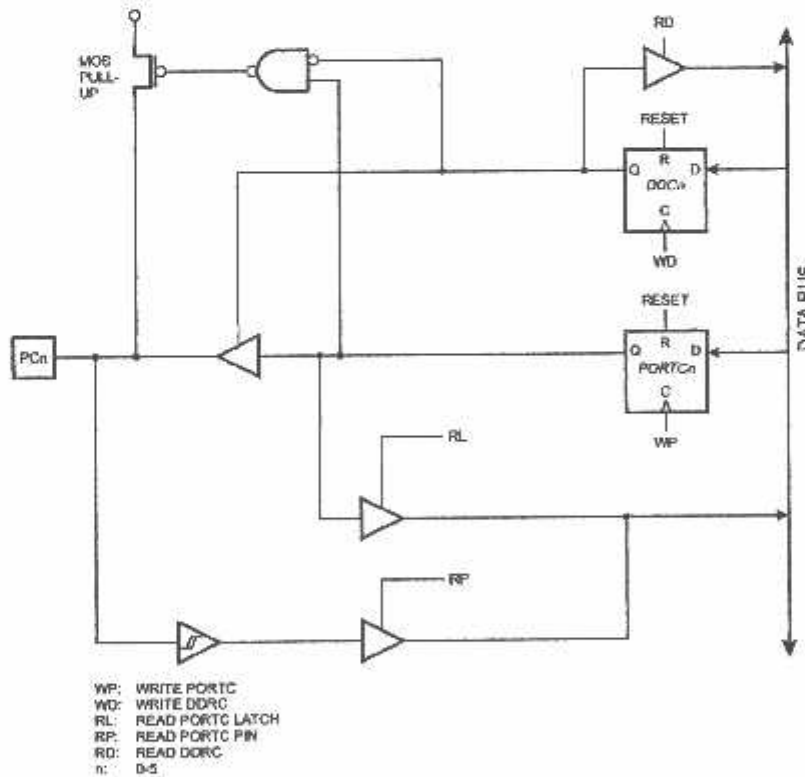 MOS
PULL-
UP
RD
RESET
R
Q
D
DDCn
C
WD
DATA BUS
RESET
R
Q
D
PORTCn
C
WP
PCn
RL
RP
WP: WRITE PORTC
WD: WRITE DDRC
RL: READ PORTC LATCH
RP: READ PORTC PIN
RD: READ DDRC
n: 0-5